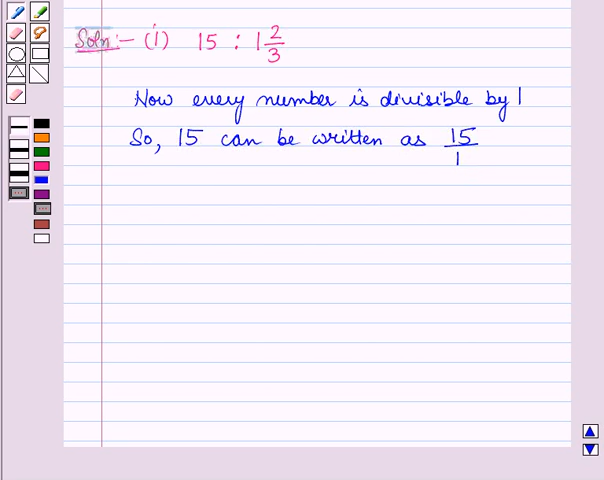 Soln:- (i) 15 : 1 2/3
Now every number is divisible by 1
So, 15 can be written as 15/1